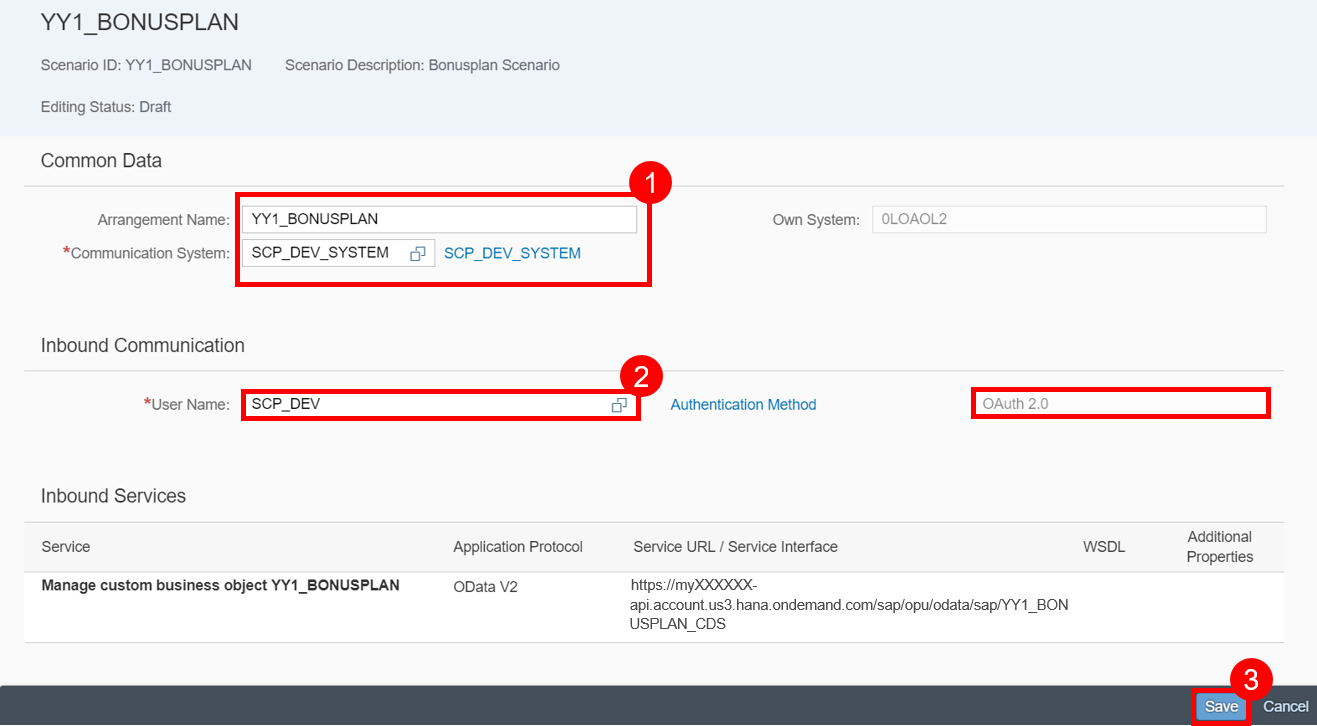 YY1_BONUSPLAN
Scenario ID: YY1_BONUSPLAN Scenario Description: Bonusplan Scenario
Editing Status: Draft
Common Data
1
Arrangement Name: YY1_BONUSPLAN Own System: 0LOAOL2
*Communication System: SCP_DEV_SYSTEM SCP_DEV_SYSTEM
Inbound Communication
2
*User Name: SCP_DEV Authentication Method OAuth 2.0
Inbound Services
Service Application Protocol Service URL / Service Interface WSDL Additional Properties
Manage custom business object YY1_BONUSPLAN OData V2 https://myXXXXXX-
api.account.us3.hana.ondemand.com/sap/opu/odata/sap/YY1_BON
USPLAN_CDS
3
Save Cancel